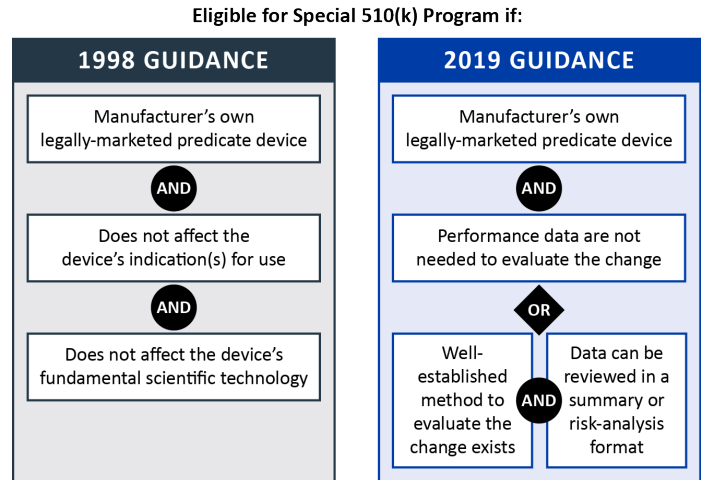 Eligible for Special 510(k) Program if:
1998 GUIDANCE
Manufacturer’s own
legally-marketed predicate device
AND
Does not affect the
device’s indication(s) for use
AND
Does not affect the device’s
fundamental scientific technology
2019 GUIDANCE
Manufacturer’s own
legally-marketed predicate device
AND
Performance data are not
needed to evaluate the change
OR
Well-
established
method to
evaluate the
change exists
AND
Data can be
reviewed in a
summary or
risk-analysis
format